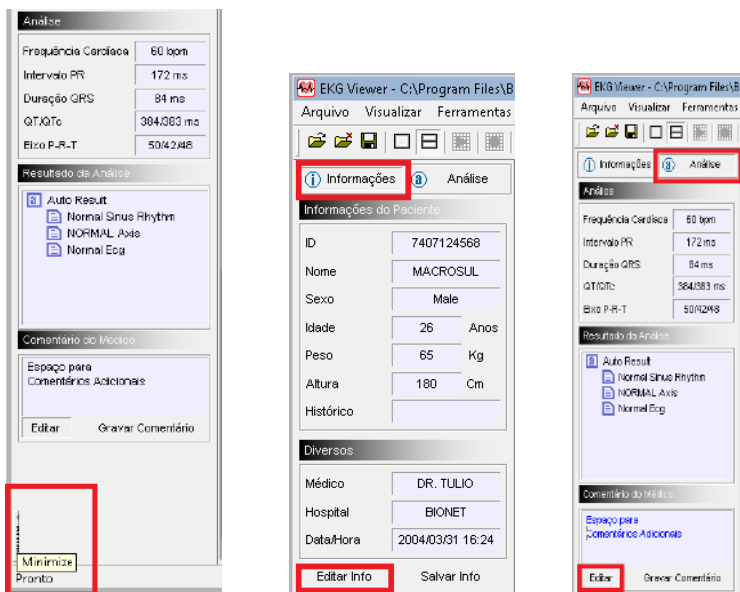 Análise
Frequência Cardíaca 60 bpm
Intervalo PR 172 ms
Duração QRS 84 ms
QT/QTc 384/383 ms
Eixo P-R-T 50/42/48
Resultado da Análise
a Auto Result
Normal Sinus Rhythm
NORMAL Axis
Normal Ecg
Comentário do Médico
Espaço para
Comentários Adicionais
Editar Gravar Comentário
Minimize
Pronto
EKG Viewer - C:\Program Files\B
Arquivo Visualizar Ferramentas
i Informações a Análise
Informações do Paciente
ID 7407124568
Nome MACROSUL
Sexo Male
Idade 26 Anos
Peso 65 Kg
Altura 180 Cm
Histórico
Diversos
Médico DR. TULIO
Hospital BIONET
Data/Hora 2004/03/31 16:24
Editar Info Salvar Info
EKG Viewer - C:\Program Files\B
Arquivo Visualizar Ferramentas
i Informações a Análise
Análise
Frequência Cardíaca 60 bpm
Intervalo PR 172 ms
Duração QRS 84 ms
QT/QTc 384/383 ms
Eixo P-R-T 50/42/48
Resultado da Análise
a Auto Result
Normal Sinus Rhythm
NORMAL Axis
Normal Ecg
Comentário do Médico
Espaço para
Comentários Adicionais
Editar Gravar Comentário